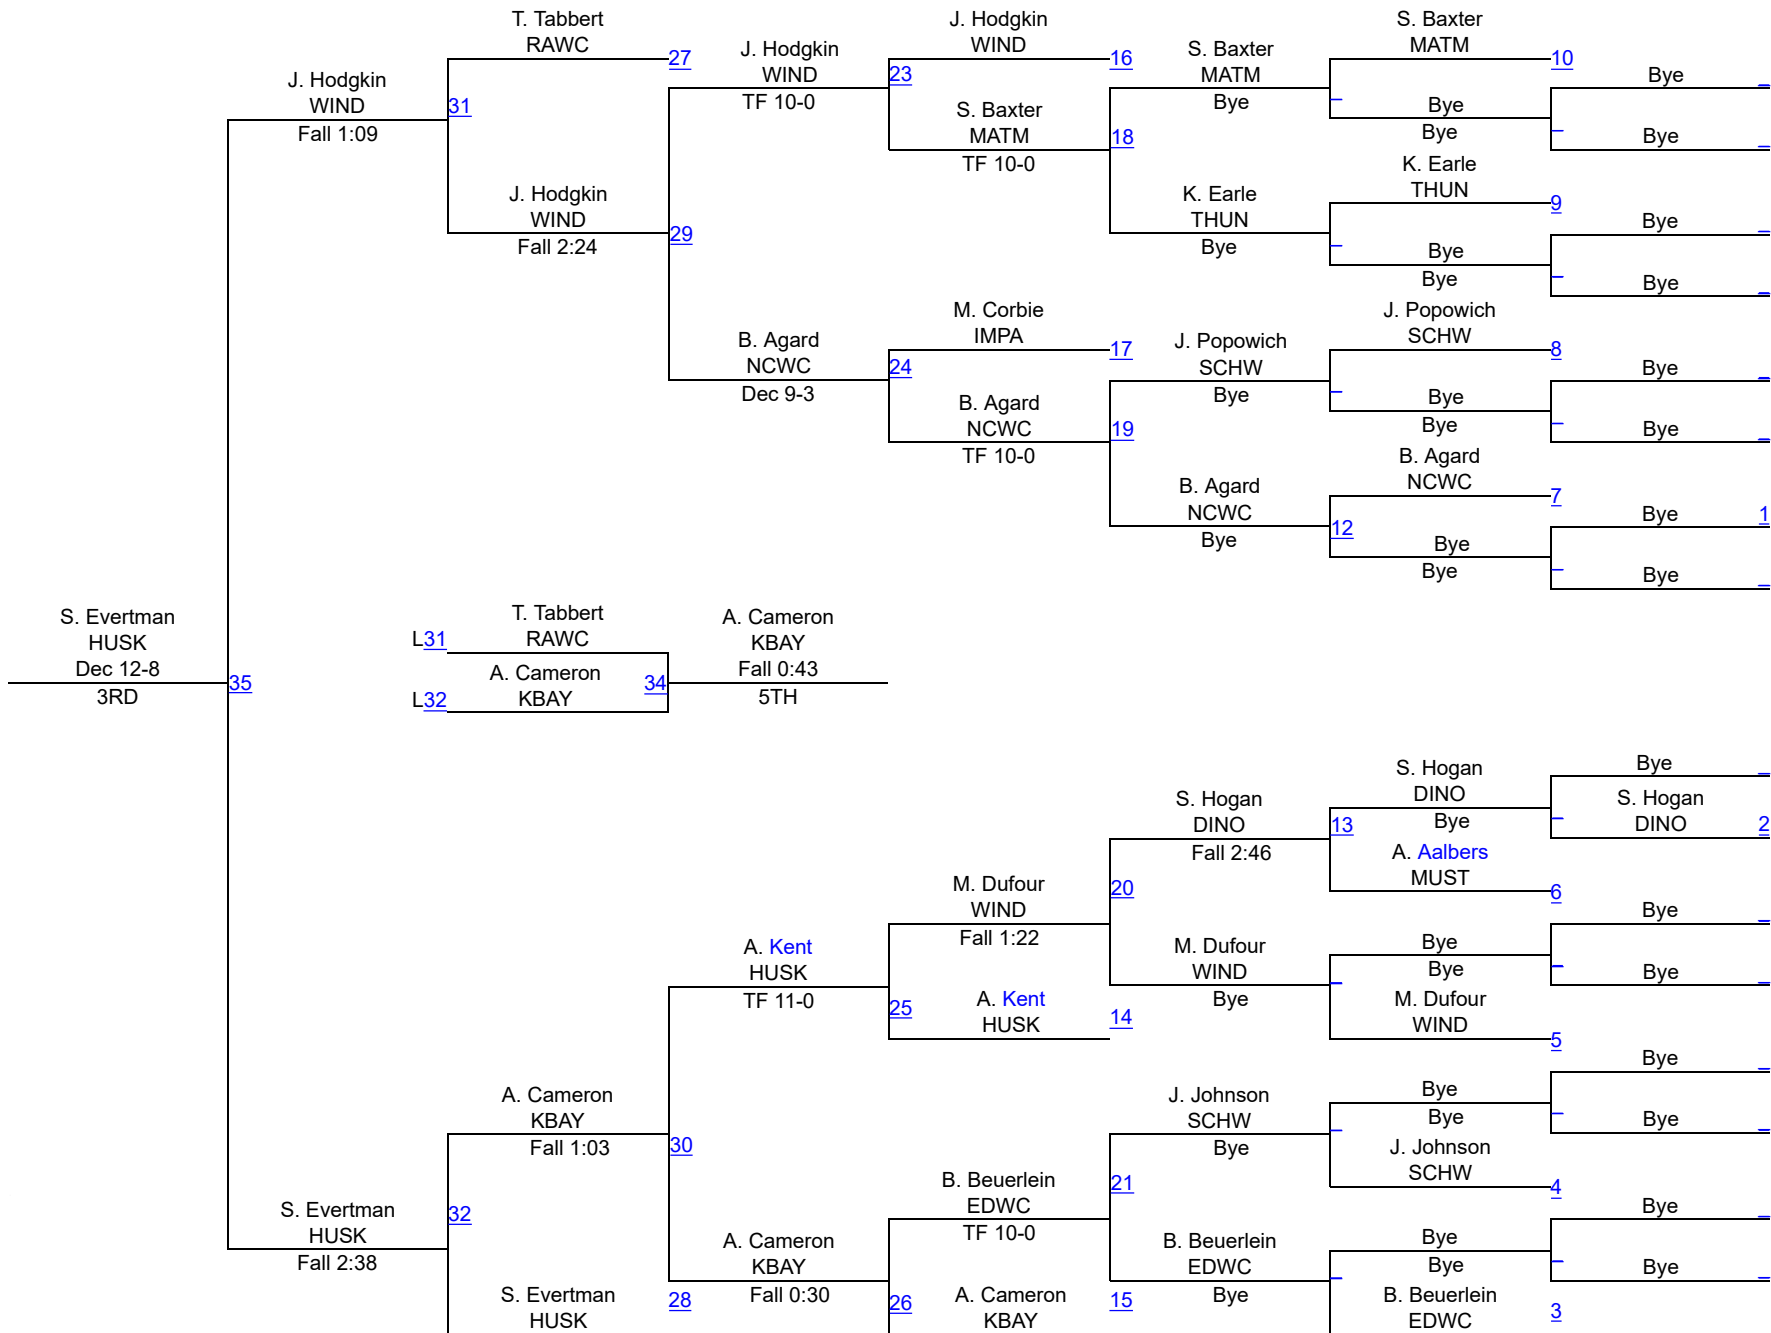 T. Tabbert
RAWC
27
J. Hodgkin
WIND
Fall 1:09
31
J. Hodgkin
WIND
Fall 2:24
J. Hodgkin
WIND
TF 10-0
23
29
B. Agard
NCWC
Dec 9-3
24
J. Hodgkin
WIND
16
S. Baxter
MATM
TF 10-0
18
M. Corbie
IMPA
17
B. Agard
NCWC
TF 10-0
19
S. Baxter
MATM
Bye
K. Earle
THUN
Bye
J. Popowich
SCHW
Bye
B. Agard
NCWC
Bye
12
S. Baxter
MATM
10
Bye
Bye
K. Earle
THUN
9
Bye
Bye
J. Popowich
SCHW
8
Bye
Bye
B. Agard
NCWC
7
Bye
Bye
Bye
Bye
Bye
Bye
Bye
Bye
Bye
1
Bye
S. Evertman
HUSK
Dec 12-8
3RD
35
L31
T. Tabbert
RAWC
L32
A. Cameron
KBAY
34
A. Cameron
KBAY
Fall 0:43
5TH
S. Evertman
HUSK
Fall 2:38
32
A. Cameron
KBAY
Fall 1:03
30
S. Evertman
HUSK
28
A. Kent
HUSK
TF 11-0
25
A. Cameron
KBAY
Fall 0:30
26
M. Dufour
WIND
Fall 1:22
20
A. Kent
HUSK
14
B. Beuerlein
EDWC
TF 10-0
21
A. Cameron
KBAY
15
S. Hogan
DINO
Fall 2:46
13
M. Dufour
WIND
Bye
J. Johnson
SCHW
Bye
B. Beuerlein
EDWC
Bye
S. Hogan
DINO
Bye
A. Aalbers
MUST
6
Bye
Bye
M. Dufour
WIND
5
Bye
Bye
J. Johnson
SCHW
4
Bye
Bye
B. Beuerlein
EDWC
3
Bye
S. Hogan
DINO
2
Bye
Bye
Bye
Bye
Bye
Bye